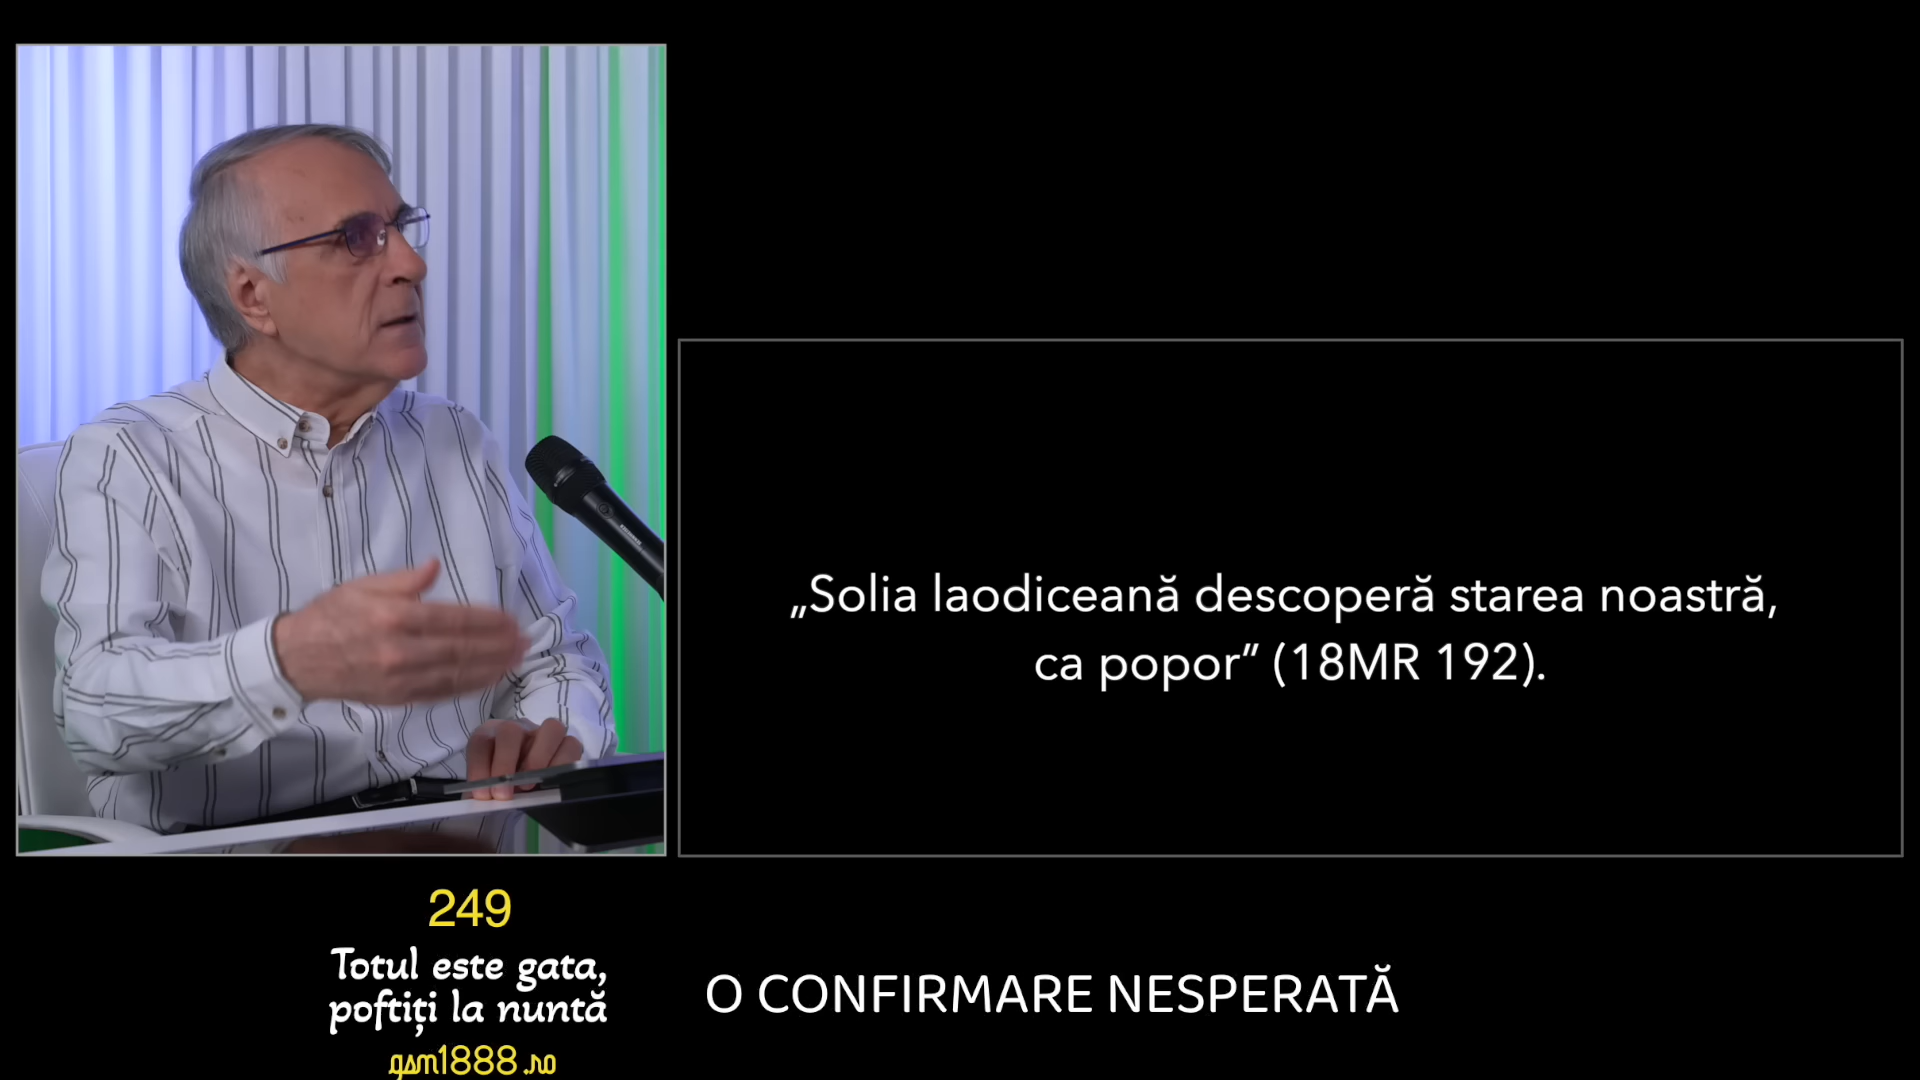 „Solia laodiceană descoperă starea noastră,
ca popor” (18MR 192).
249
Totul este gata,
poftiți la nuntă
gsm1888.ro
O CONFIRMARE NESPERATĂ